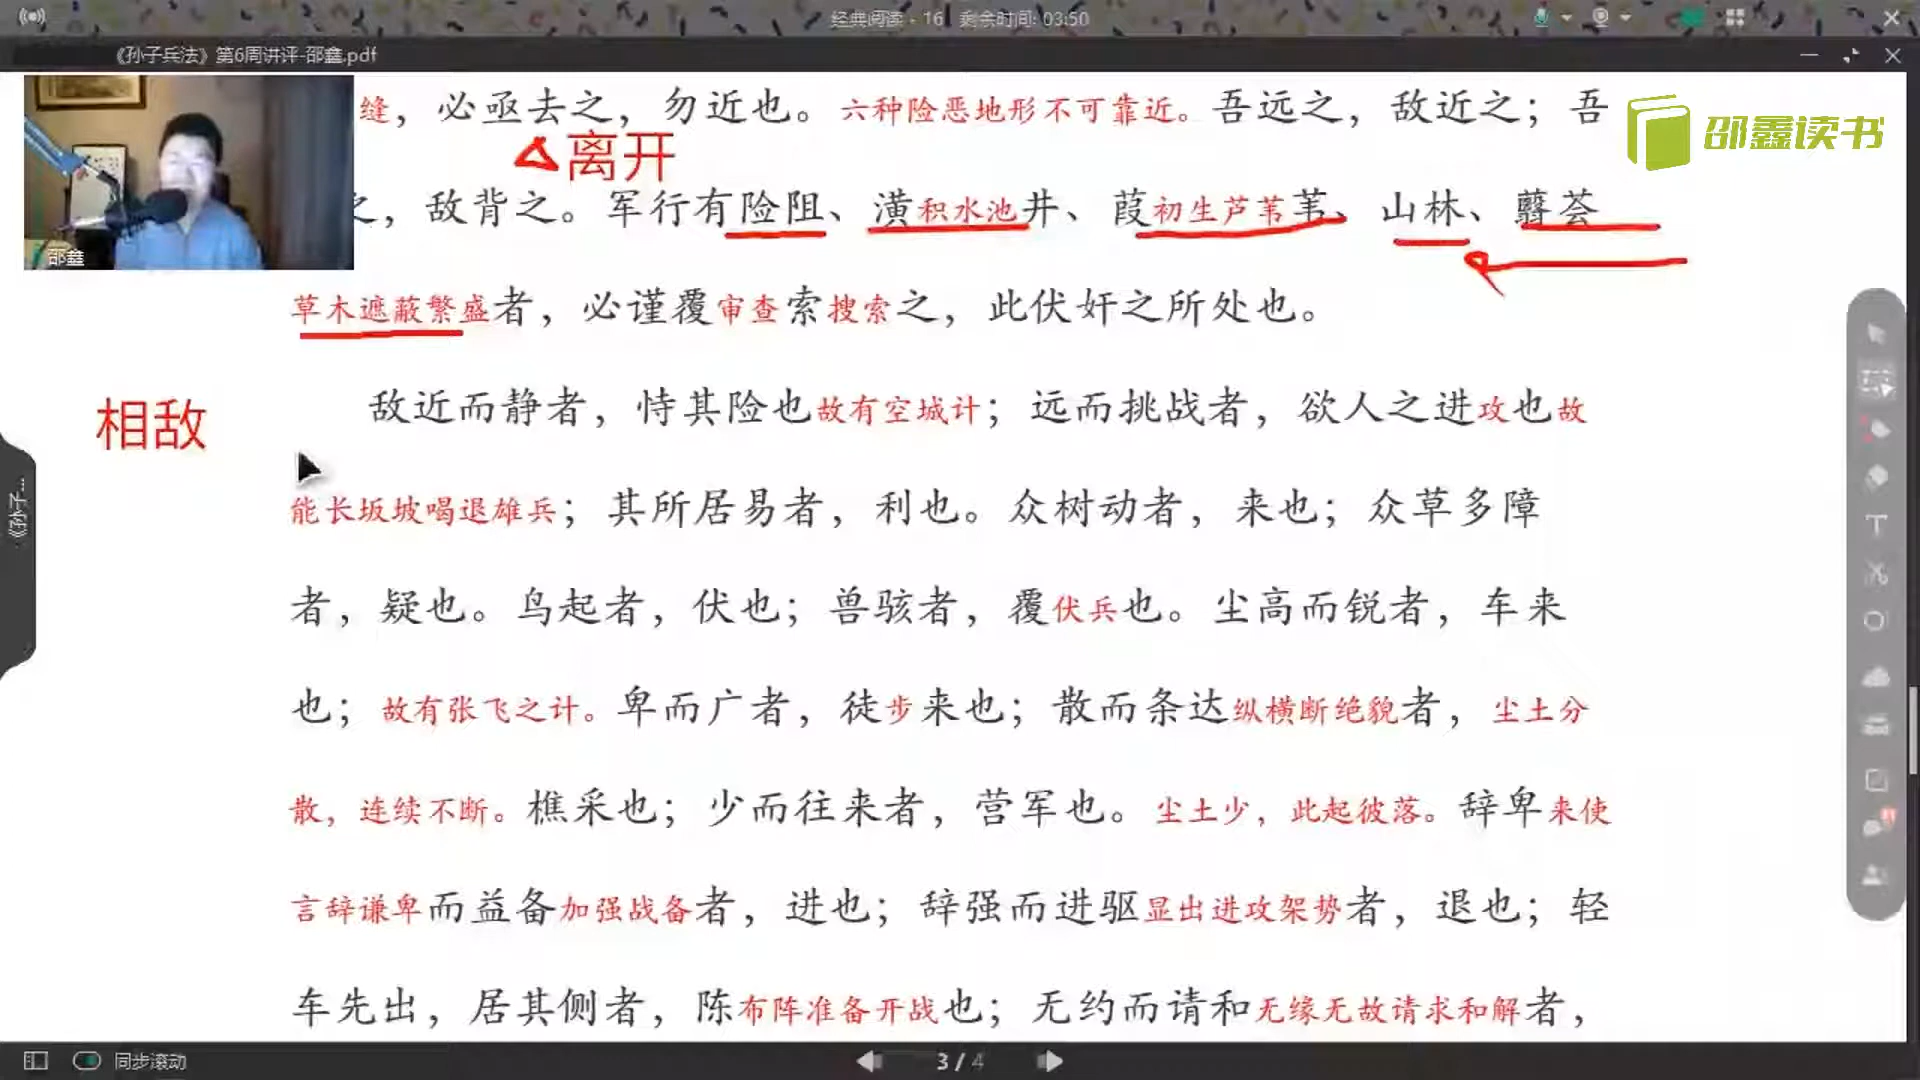 经典阅读 - 16 剩余时间: 03:50
《孙子兵法》第6周讲评-邵鑫.pdf
邵鑫读书
邵鑫
缝，必亟去之，勿近也。六种险恶地形不可靠近。吾远之，敌近之；吾
离开
之，敌背之。军行有险阻、潢积水池井、葭初生芦苇苇、山林、蘙荟
草木遮蔽繁盛者，必谨覆审查索搜索之，此伏奸之所处也。
相敌
敌近而静者，恃其险也故有空城计；远而挑战者，欲人之进攻也故
能长坂坡喝退雄兵；其所居易者，利也。众树动者，来也；众草多障
者，疑也。鸟起者，伏也；兽骇者，覆伏兵也。尘高而锐者，车来
也；故有张飞之计。卑而广者，徒步来也；散而条达纵横断绝貌者，尘土分
散，连续不断。樵采也；少而往来者，营军也。尘土少，此起彼落。辞卑来使
言辞谦卑而益备加强战备者，进也；辞强而进驱显出进攻架势者，退也；轻
车先出，居其侧者，陈布阵准备开战也；无约而请和无缘无故请求和解者，
《孙子...
同步滚动
3 / 4